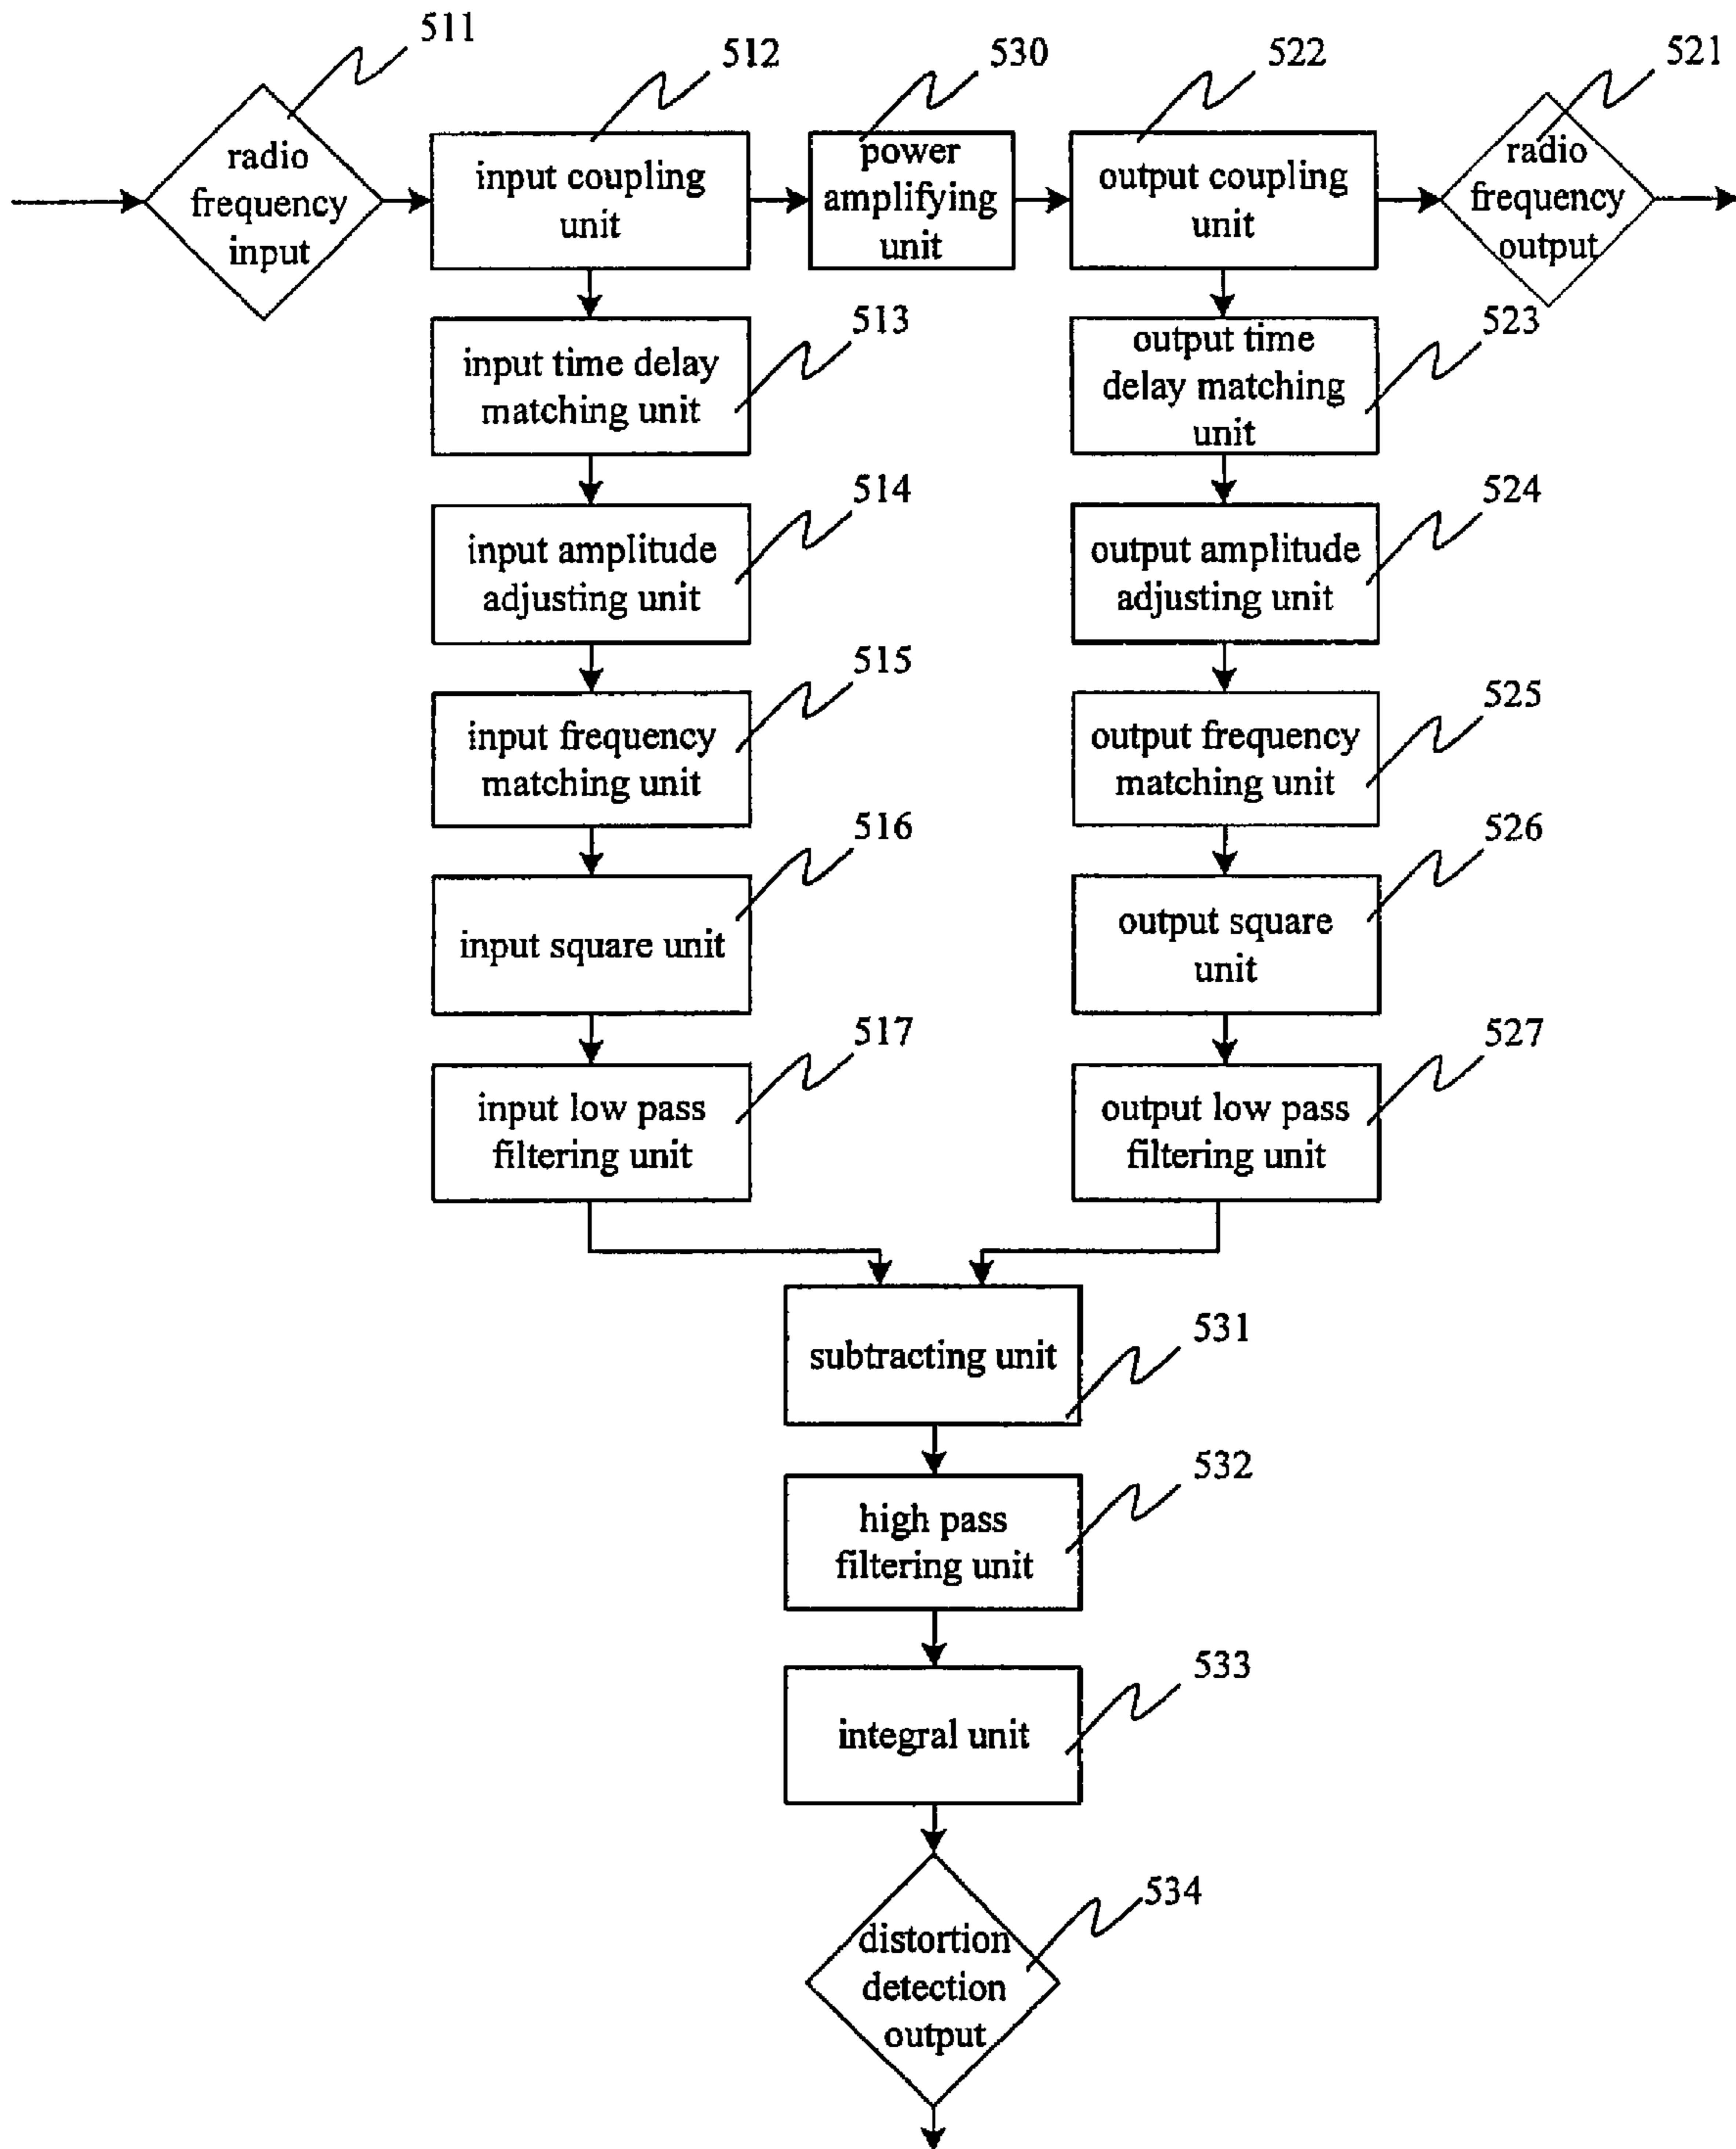 511
512
530
522
521
radio
frequency
input
input coupling
unit
power
amplifying
unit
output coupling
unit
radio
frequency
output
513
523
input time delay
matching unit
output time
delay matching
unit
514
524
input amplitude
adjusting unit
output amplitude
adjusting unit
515
525
input frequency
matching unit
output frequency
matching unit
516
526
input square unit
output square
unit
517
527
input low pass
filtering unit
output low pass
filtering unit
531
subtracting unit
532
high pass
filtering unit
533
integral unit
534
distortion
detection
output